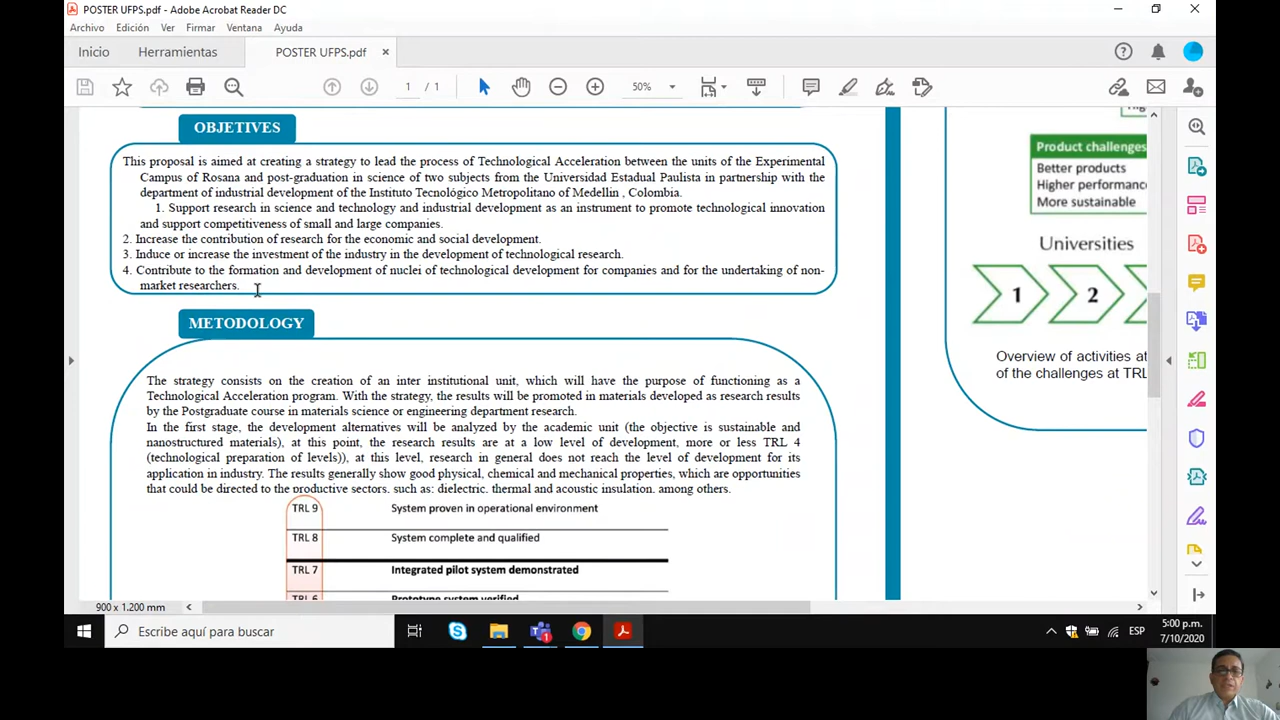 POSTER UFPS.pdf - Adobe Acrobat Reader DC
Archivo Edición Ver Firmar Ventana Ayuda
Inicio Herramientas POSTER UFPS.pdf ×
1 / 1 50%
OBJETIVES
This proposal is aimed at creating a strategy to lead the process of Technological Acceleration between the units of the Experimental
Campus of Rosana and post-graduation in science of two subjects from the Universidad Estadual Paulista in partnership with the
department of industrial development of the Instituto Tecnológico Metropolitano of Medellin , Colombia.
1. Support research in science and technology and industrial development as an instrument to promote technological innovation
and support competitiveness of small and large companies.
2. Increase the contribution of research for the economic and social development.
3. Induce or increase the investment of the industry in the development of technological research.
4. Contribute to the formation and development of nuclei of technological development for companies and for the undertaking of non-
market researchers.
METODOLOGY
The strategy consists on the creation of an inter institutional unit, which will have the purpose of functioning as a
Technological Acceleration program. With the strategy, the results will be promoted in materials developed as research results
by the Postgraduate course in materials science or engineering department research.
In the first stage, the development alternatives will be analyzed by the academic unit (the objective is sustainable and
nanostructured materials), at this point, the research results are at a low level of development, more or less TRL 4
(technological preparation of levels)), at this level, research in general does not reach the level of development for its
application in industry. The results generally show good physical, chemical and mechanical properties, which are opportunities
that could be directed to the productive sectors. such as: dielectric. thermal and acoustic insulation. among others.
TRL 9 System proven in operational environment
TRL 8 System complete and qualified
TRL 7 Integrated pilot system demonstrated
TRL 6 Prototype system verified
Product challenges
Better products
Higher performance
More sustainable
Universities
1 2
Overview of activities at
of the challenges at TRL
900 x 1.200 mm
Escribe aquí para buscar
ESP
5:00 p.m.
7/10/2020